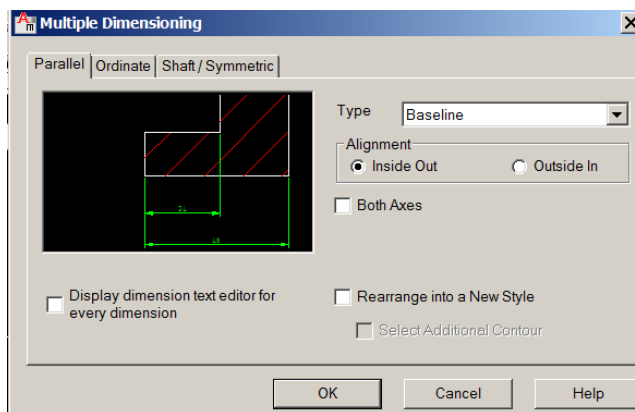 Multiple Dimensioning
Parallel Ordinate Shaft / Symmetric
Type Baseline
Alignment
Inside Out Outside In
Both Axes
Display dimension text editor for
every dimension
Rearrange into a New Style
Select Additional Contour
OK Cancel Help